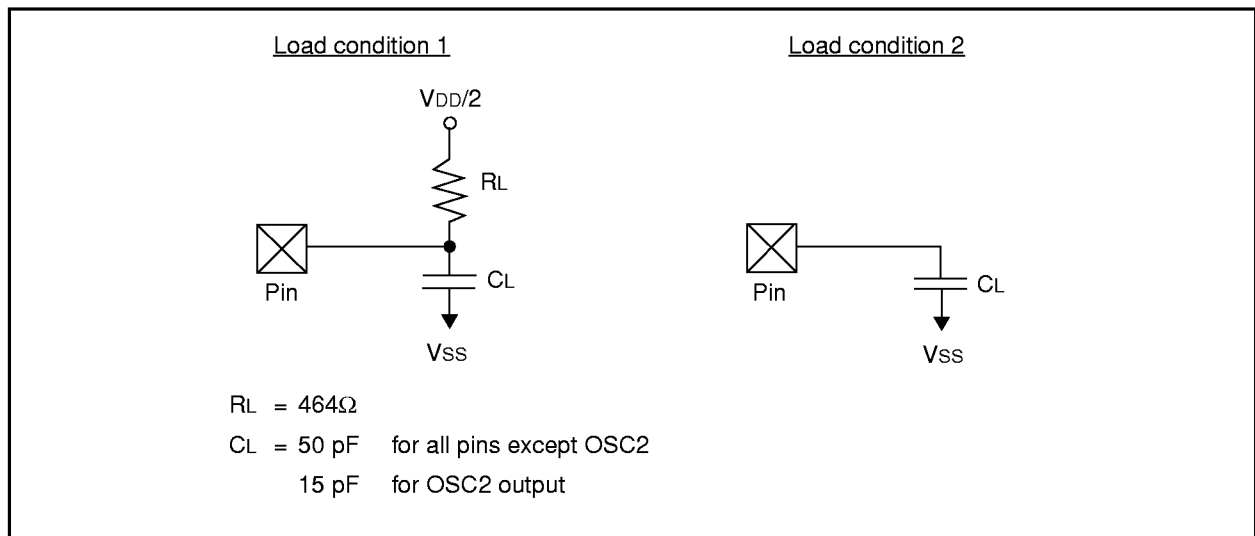 Load condition 1
Load condition 2
VDD/2
RL
CL
Pin
VSS
CL
Pin
VSS
RL = 464Ω
CL = 50 pF for all pins except OSC2
15 pF for OSC2 output